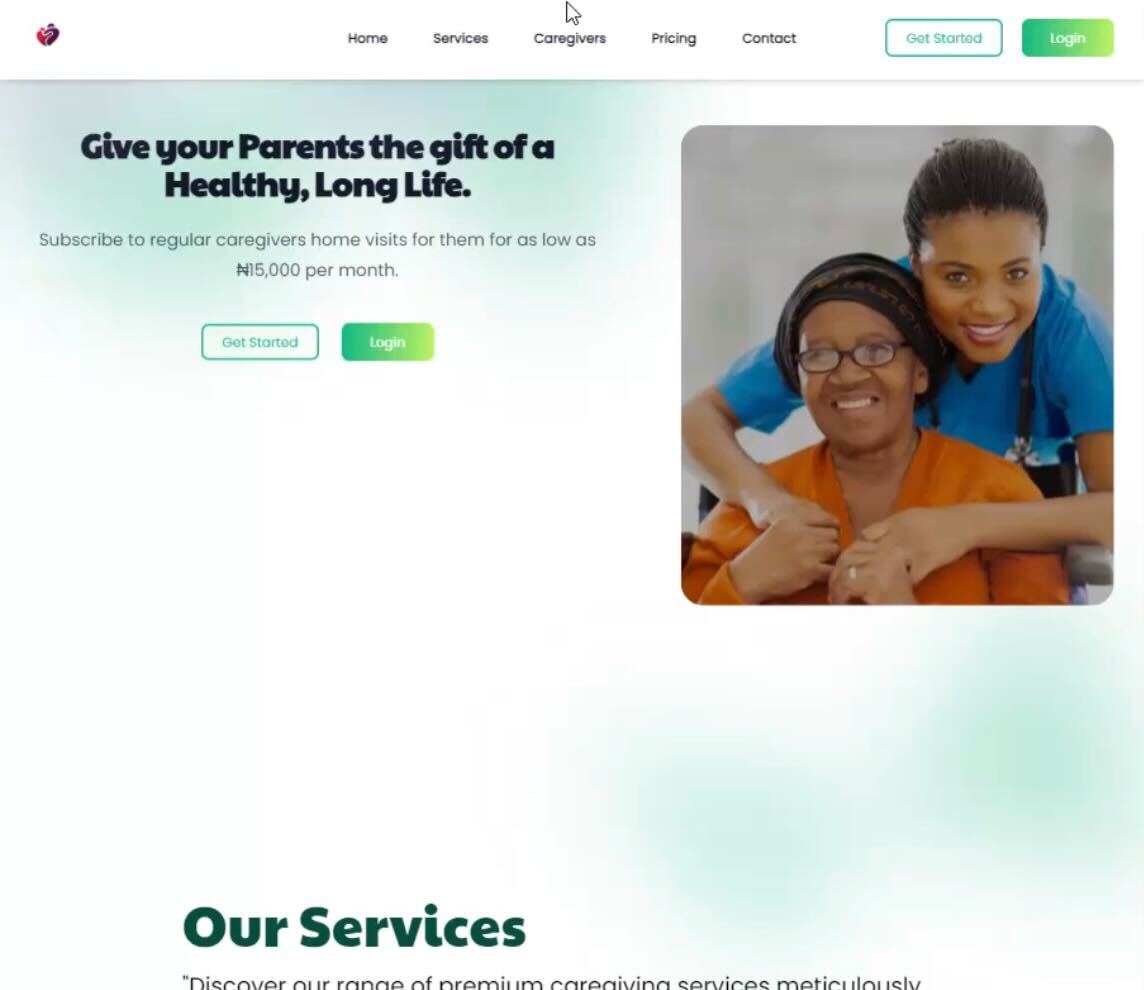 Home Services Caregivers Pricing Contact Get Started Login
Give your Parents the gift of a
Healthy, Long Life.
Subscribe to regular caregivers home visits for them for as low as
₦15,000 per month.
Get Started Login
Our Services
"Discover our range of premium caregiving services meticulously